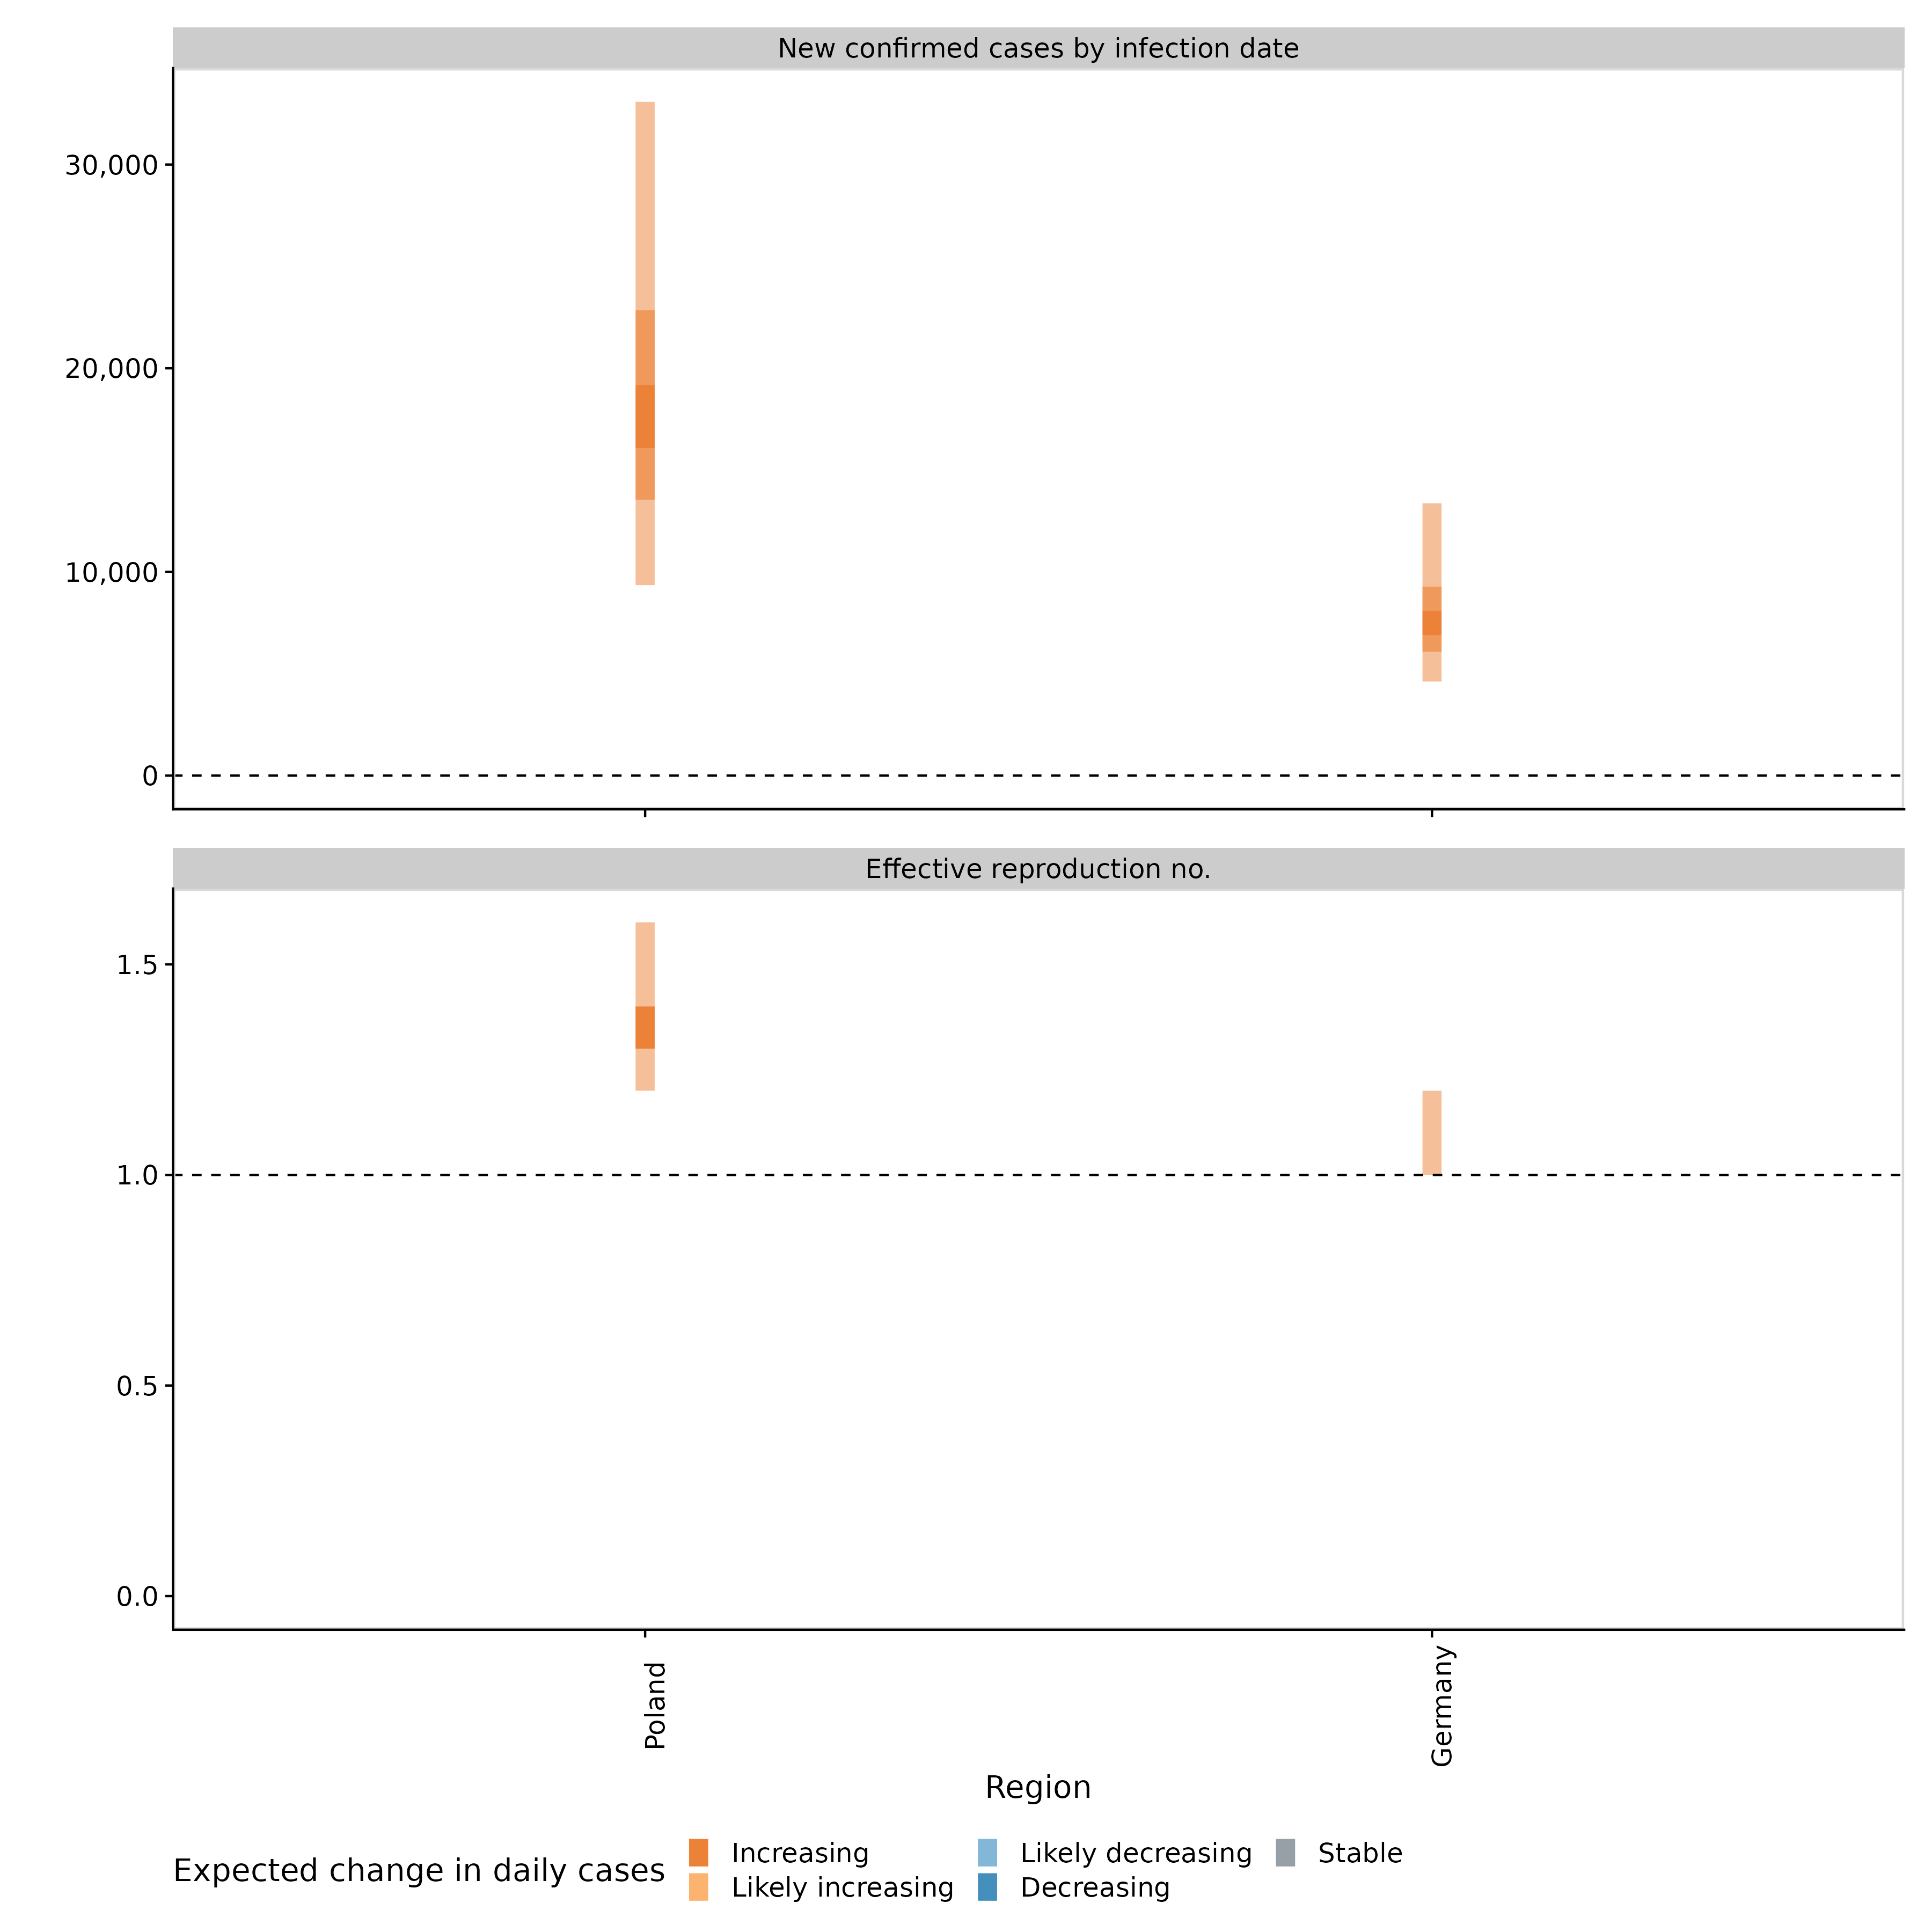 New confirmed cases by infection date
30,000
20,000
10,000
0
Effective reproduction no.
1.5
1.0
0.5
0.0
Poland
Germany
Region
Expected change in daily cases
Increasing
Likely increasing
Likely decreasing
Decreasing
Stable